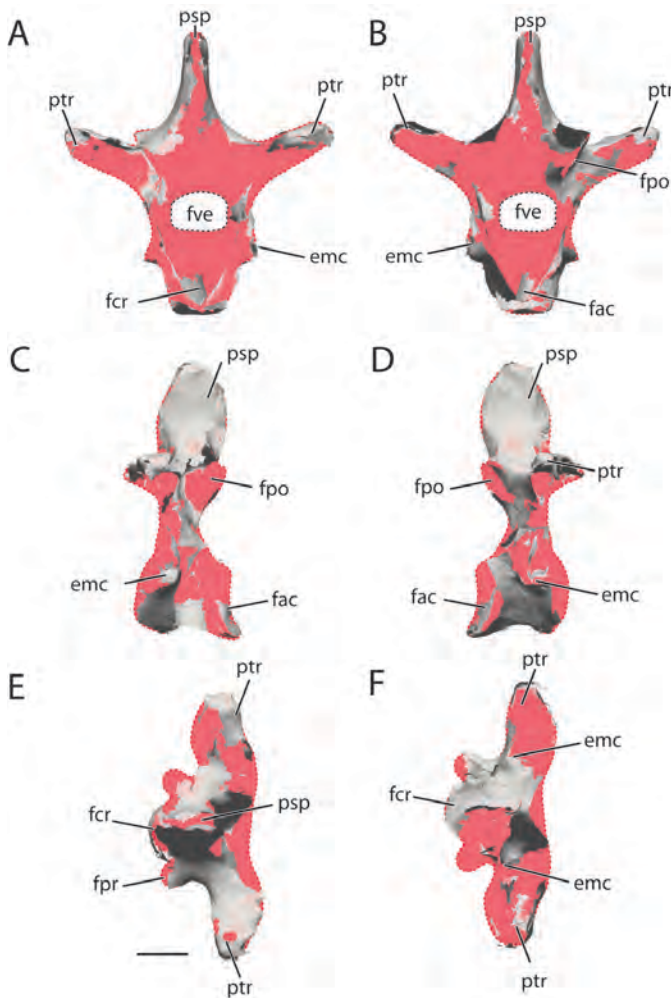 A
psp
ptr
ptr
fve
emc
fcr
B
psp
ptr
ptr
fpo
fve
emc
fac
C
psp
fpo
emc
fac
D
psp
ptr
fpo
emc
fac
E
ptr
psp
fcr
fpr
ptr
F
ptr
emc
fcr
emc
ptr